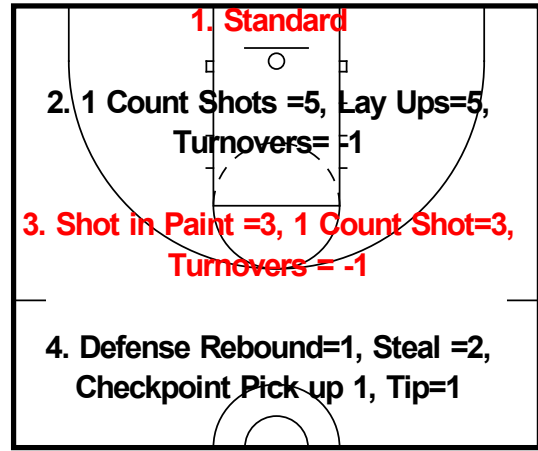 1. Standard
2. 1 Count Shots =5, Lay Ups=5,
Turnovers= -1
3. Shot in Paint =3, 1 Count Shot=3,
Turnovers = -1
4. Defense Rebound=1, Steal =2,
Checkpoint Pick up 1, Tip=1